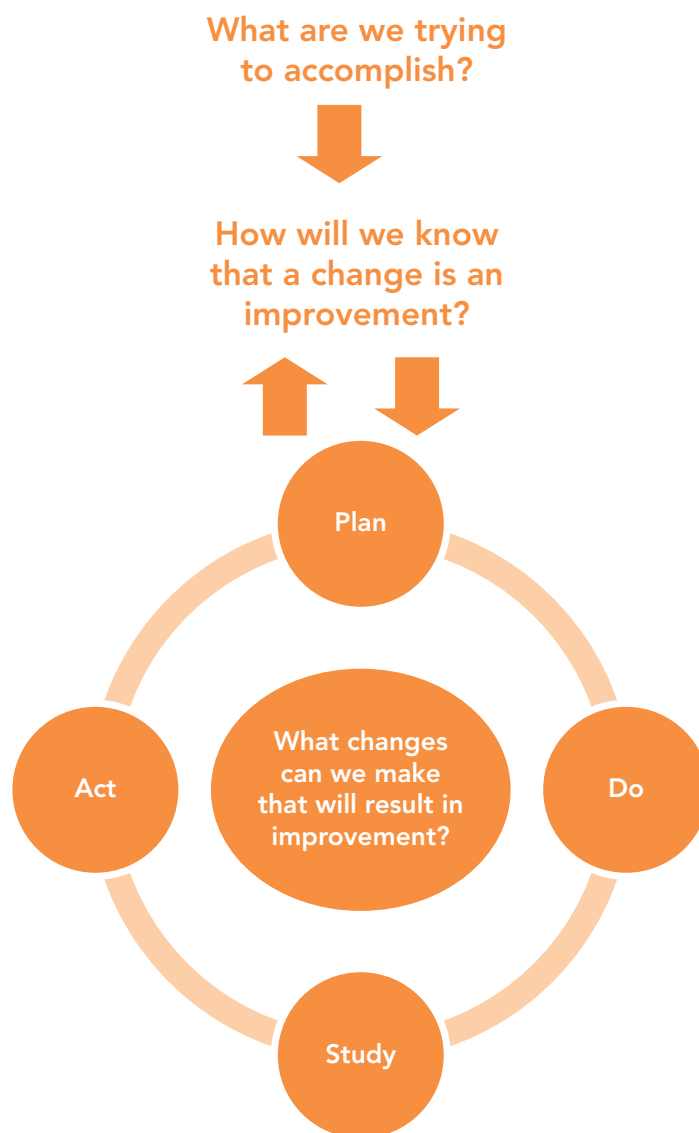 What are we trying
to accomplish?
How will we know
that a change is an
improvement?
Plan
Act
What changes
can we make
that will result in
improvement?
Do
Study